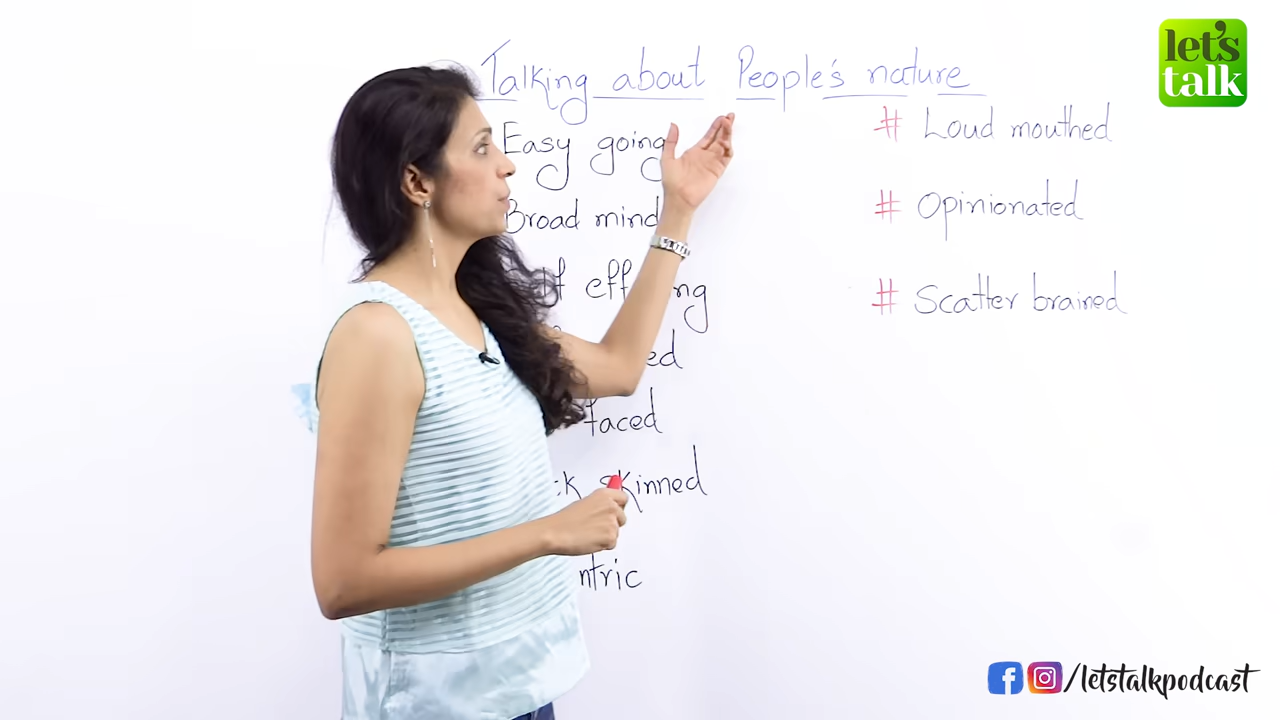 Talking about People's nature
Easy going
Broad mind
eff
ng
ed
faced
skinned
ntric
# Loud mouthed
# Opinionated
# Scatter brained
let's
talk
/letstalkpodcast